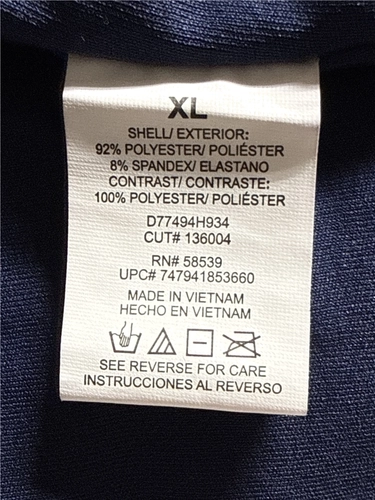 XL
SHELL/ EXTERIOR:
92% POLYESTER/ POLIÉSTER
8% SPANDEX/ ELASTANO
CONTRAST/ CONTRASTE:
100% POLYESTER/ POLIÉSTER
D77494H934
CUT# 136004
RN# 58539
UPC# 747941853660
MADE IN VIETNAM
HECHO EN VIETNAM
SEE REVERSE FOR CARE
INSTRUCCIONES AL REVERSO